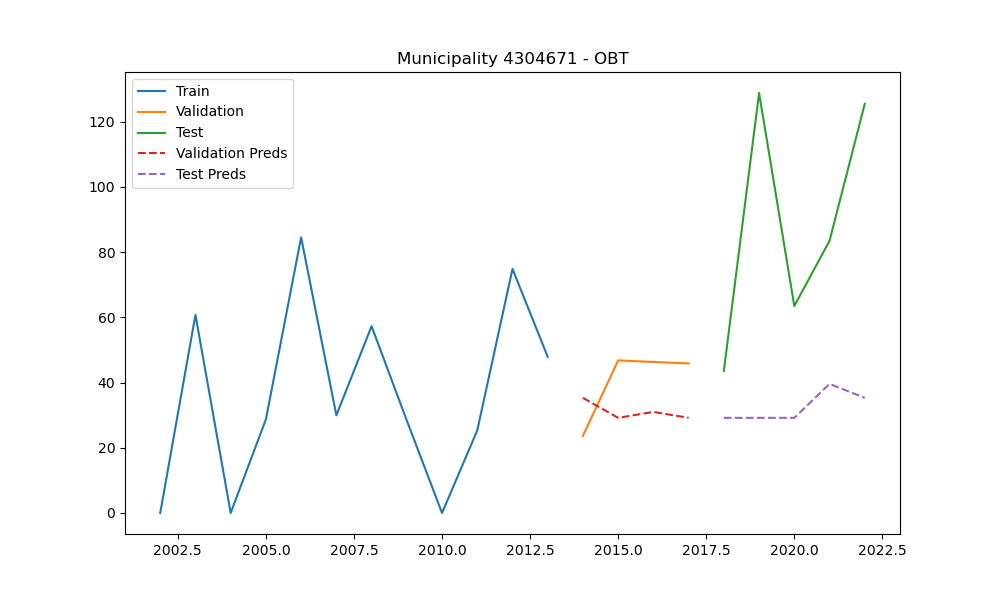 Municipality 4304671 - OBT
Train
Validation
Test
Validation Preds
Test Preds
120
100
80
60
40
20
0
2002.5 2005.0 2007.5 2010.0 2012.5 2015.0 2017.5 2020.0 2022.5